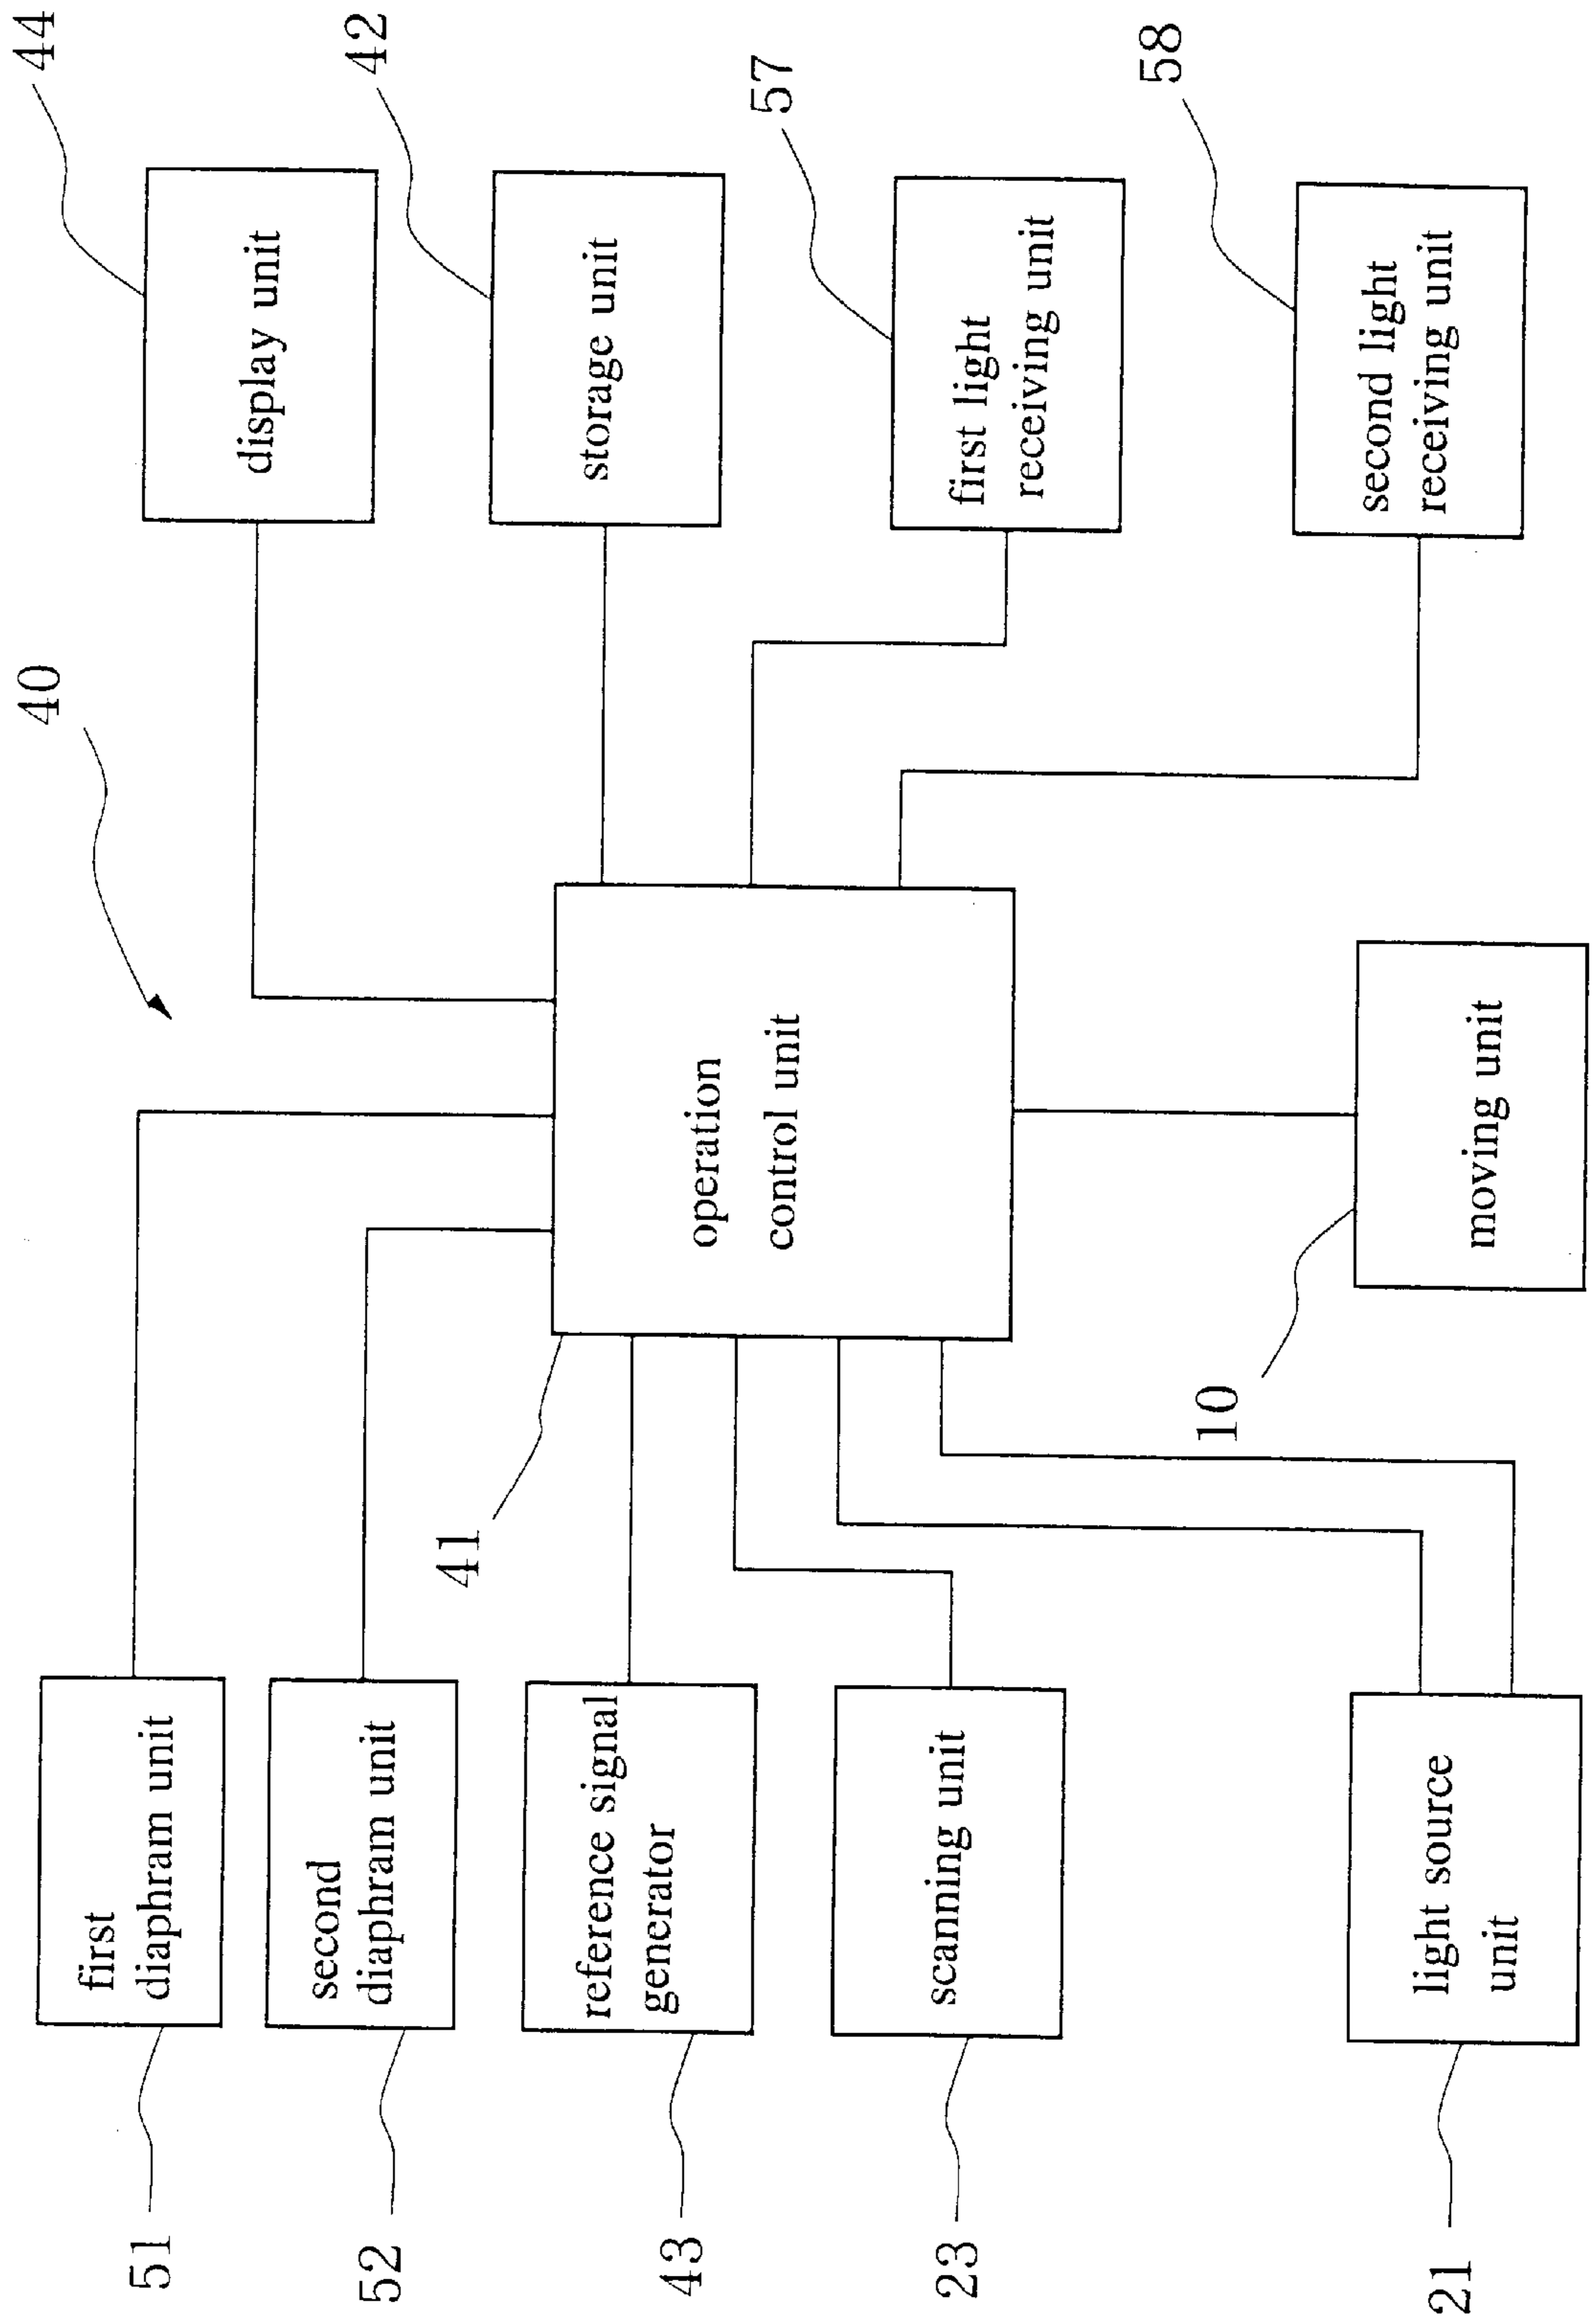 40
51
first
diaphram unit
52
second
diaphram unit
43
reference signal
generator
23
scanning unit
21
light source
unit
41
operation
control unit
10
moving unit
44
display unit
42
storage unit
57
first light
receiving unit
58
second light
receiving unit